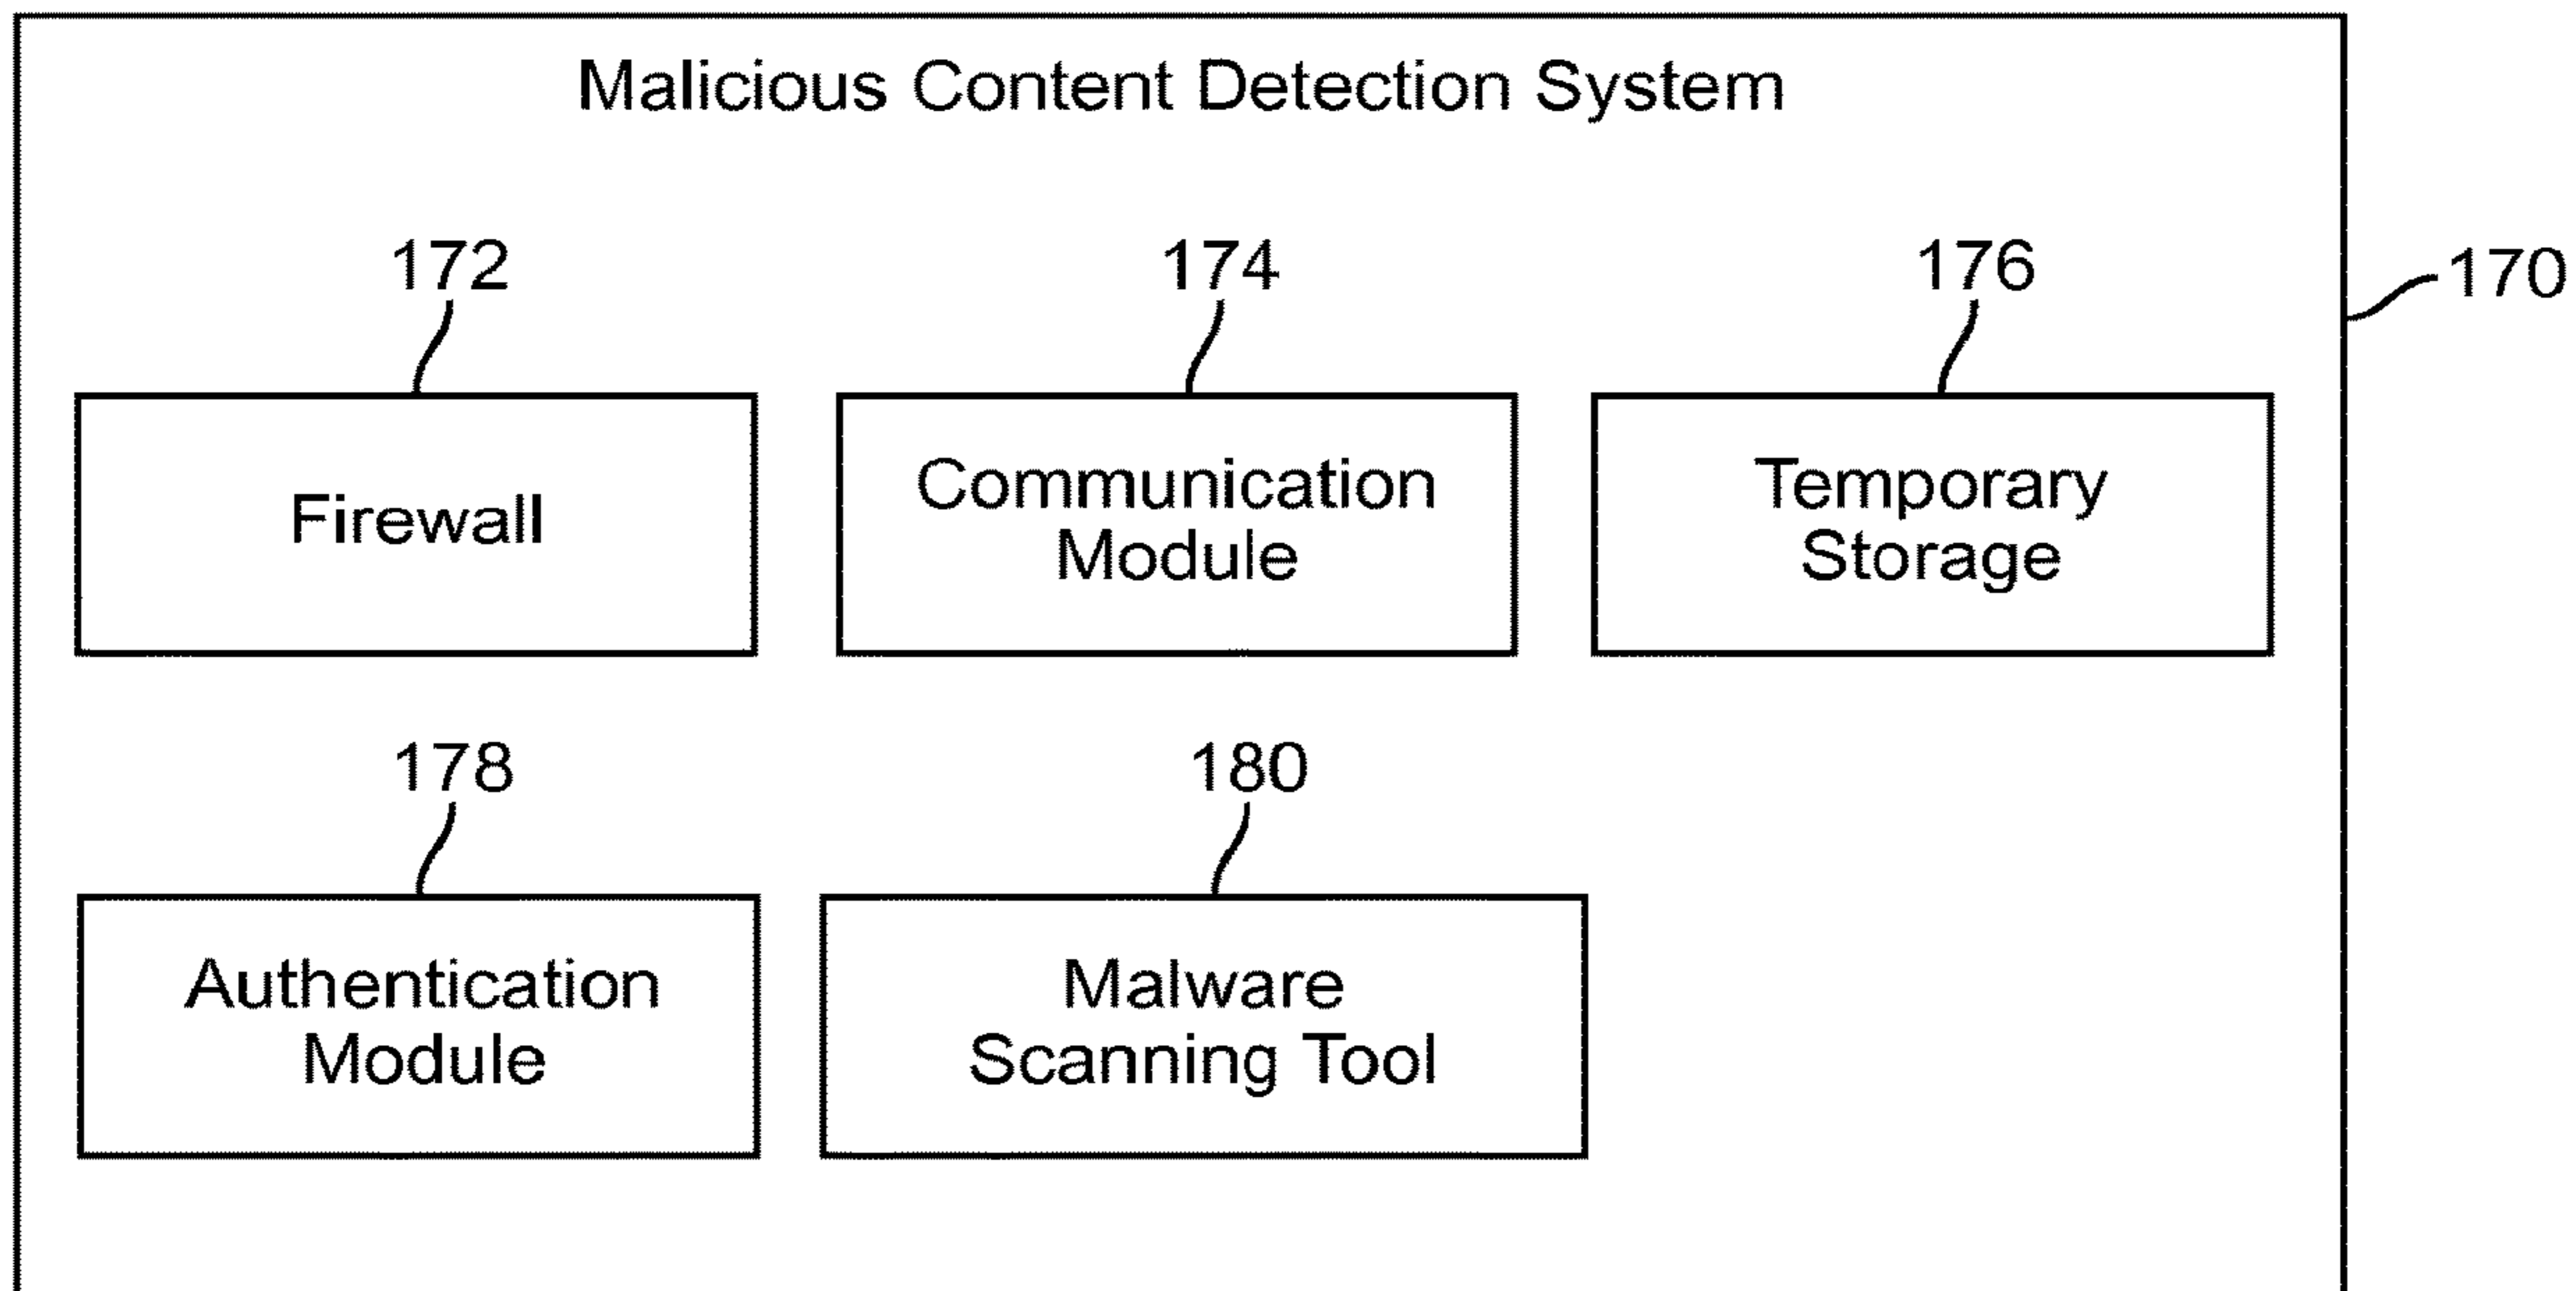 Malicious Content Detection System
172
174
176
170
Firewall
Communication
Module
Temporary
Storage
178
180
Authentication
Module
Malware
Scanning Tool